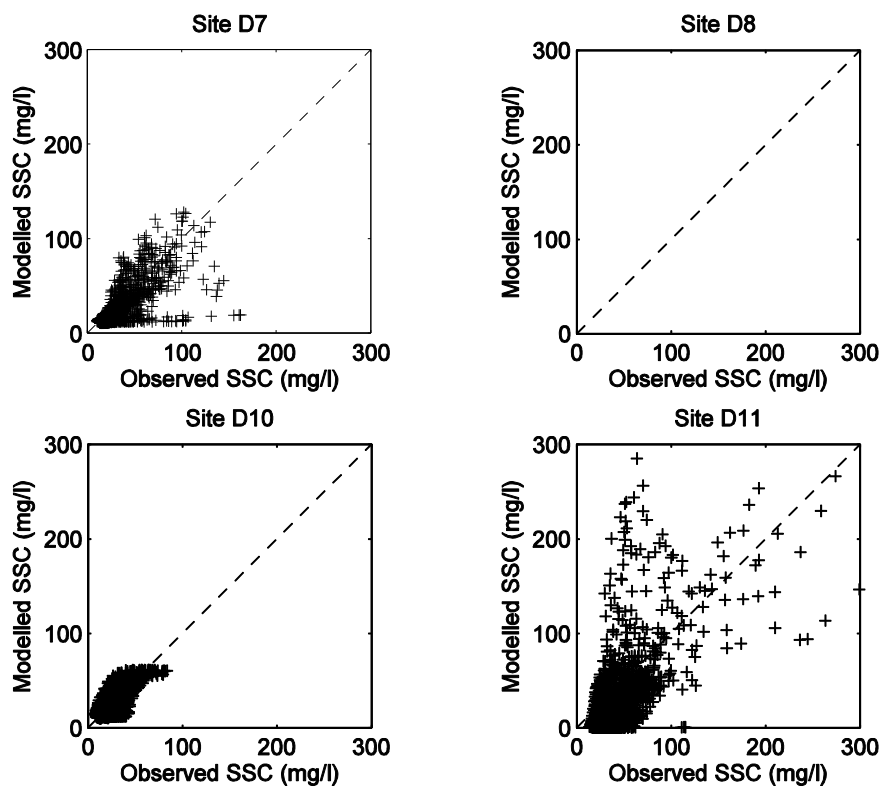 Site D7
300
200
100
0
Modelled SSC (mg/l)
0 100 200 300
Observed SSC (mg/l)
Site D8
300
200
100
0
Modelled SSC (mg/l)
0 100 200 300
Observed SSC (mg/l)
Site D10
300
200
100
0
Modelled SSC (mg/l)
0 100 200 300
Observed SSC (mg/l)
Site D11
300
200
100
0
Modelled SSC (mg/l)
0 100 200 300
Observed SSC (mg/l)